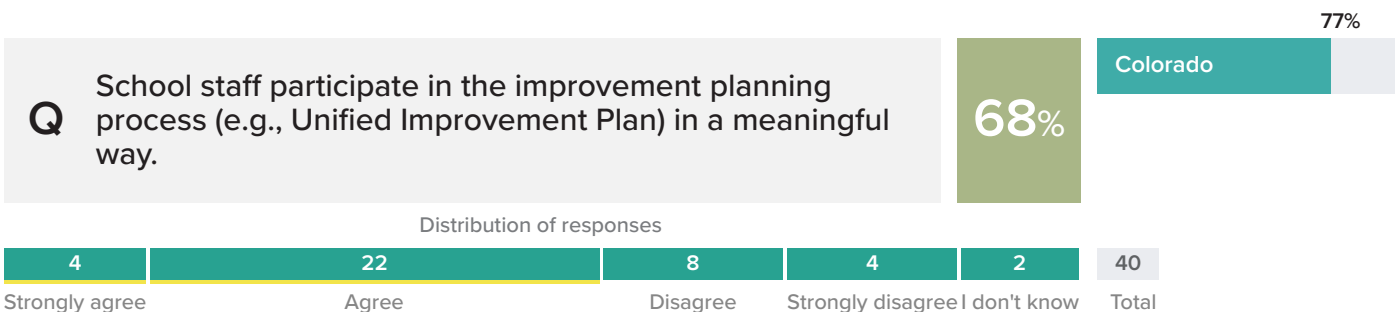 77%
Q
School staff participate in the improvement planning
process (e.g., Unified Improvement Plan) in a meaningful
way.
68%
Colorado
Distribution of responses
4 22 8 4 2 40
Strongly agree Agree Disagree Strongly disagree I don't know Total